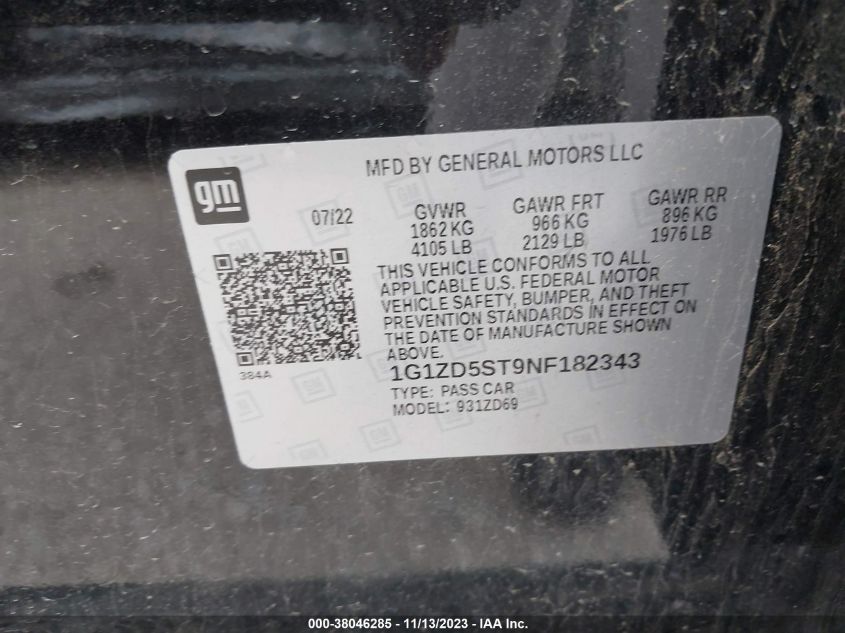 MFD BY GENERAL MOTORS LLC
gm
07/22
GVWR
1862 KG
4105 LB
GAWR FRT
966 KG
2129 LB
GAWR RR
896 KG
1976 LB
THIS VEHICLE CONFORMS TO ALL
APPLICABLE U.S. FEDERAL MOTOR
VEHICLE SAFETY, BUMPER, AND THEFT
PREVENTION STANDARDS IN EFFECT ON
THE DATE OF MANUFACTURE SHOWN
ABOVE.
384A
1G1ZD5ST9NF182343
TYPE: PASS CAR
MODEL: 931ZD69
000-38046285 - 11/13/2023 - IAA Inc.